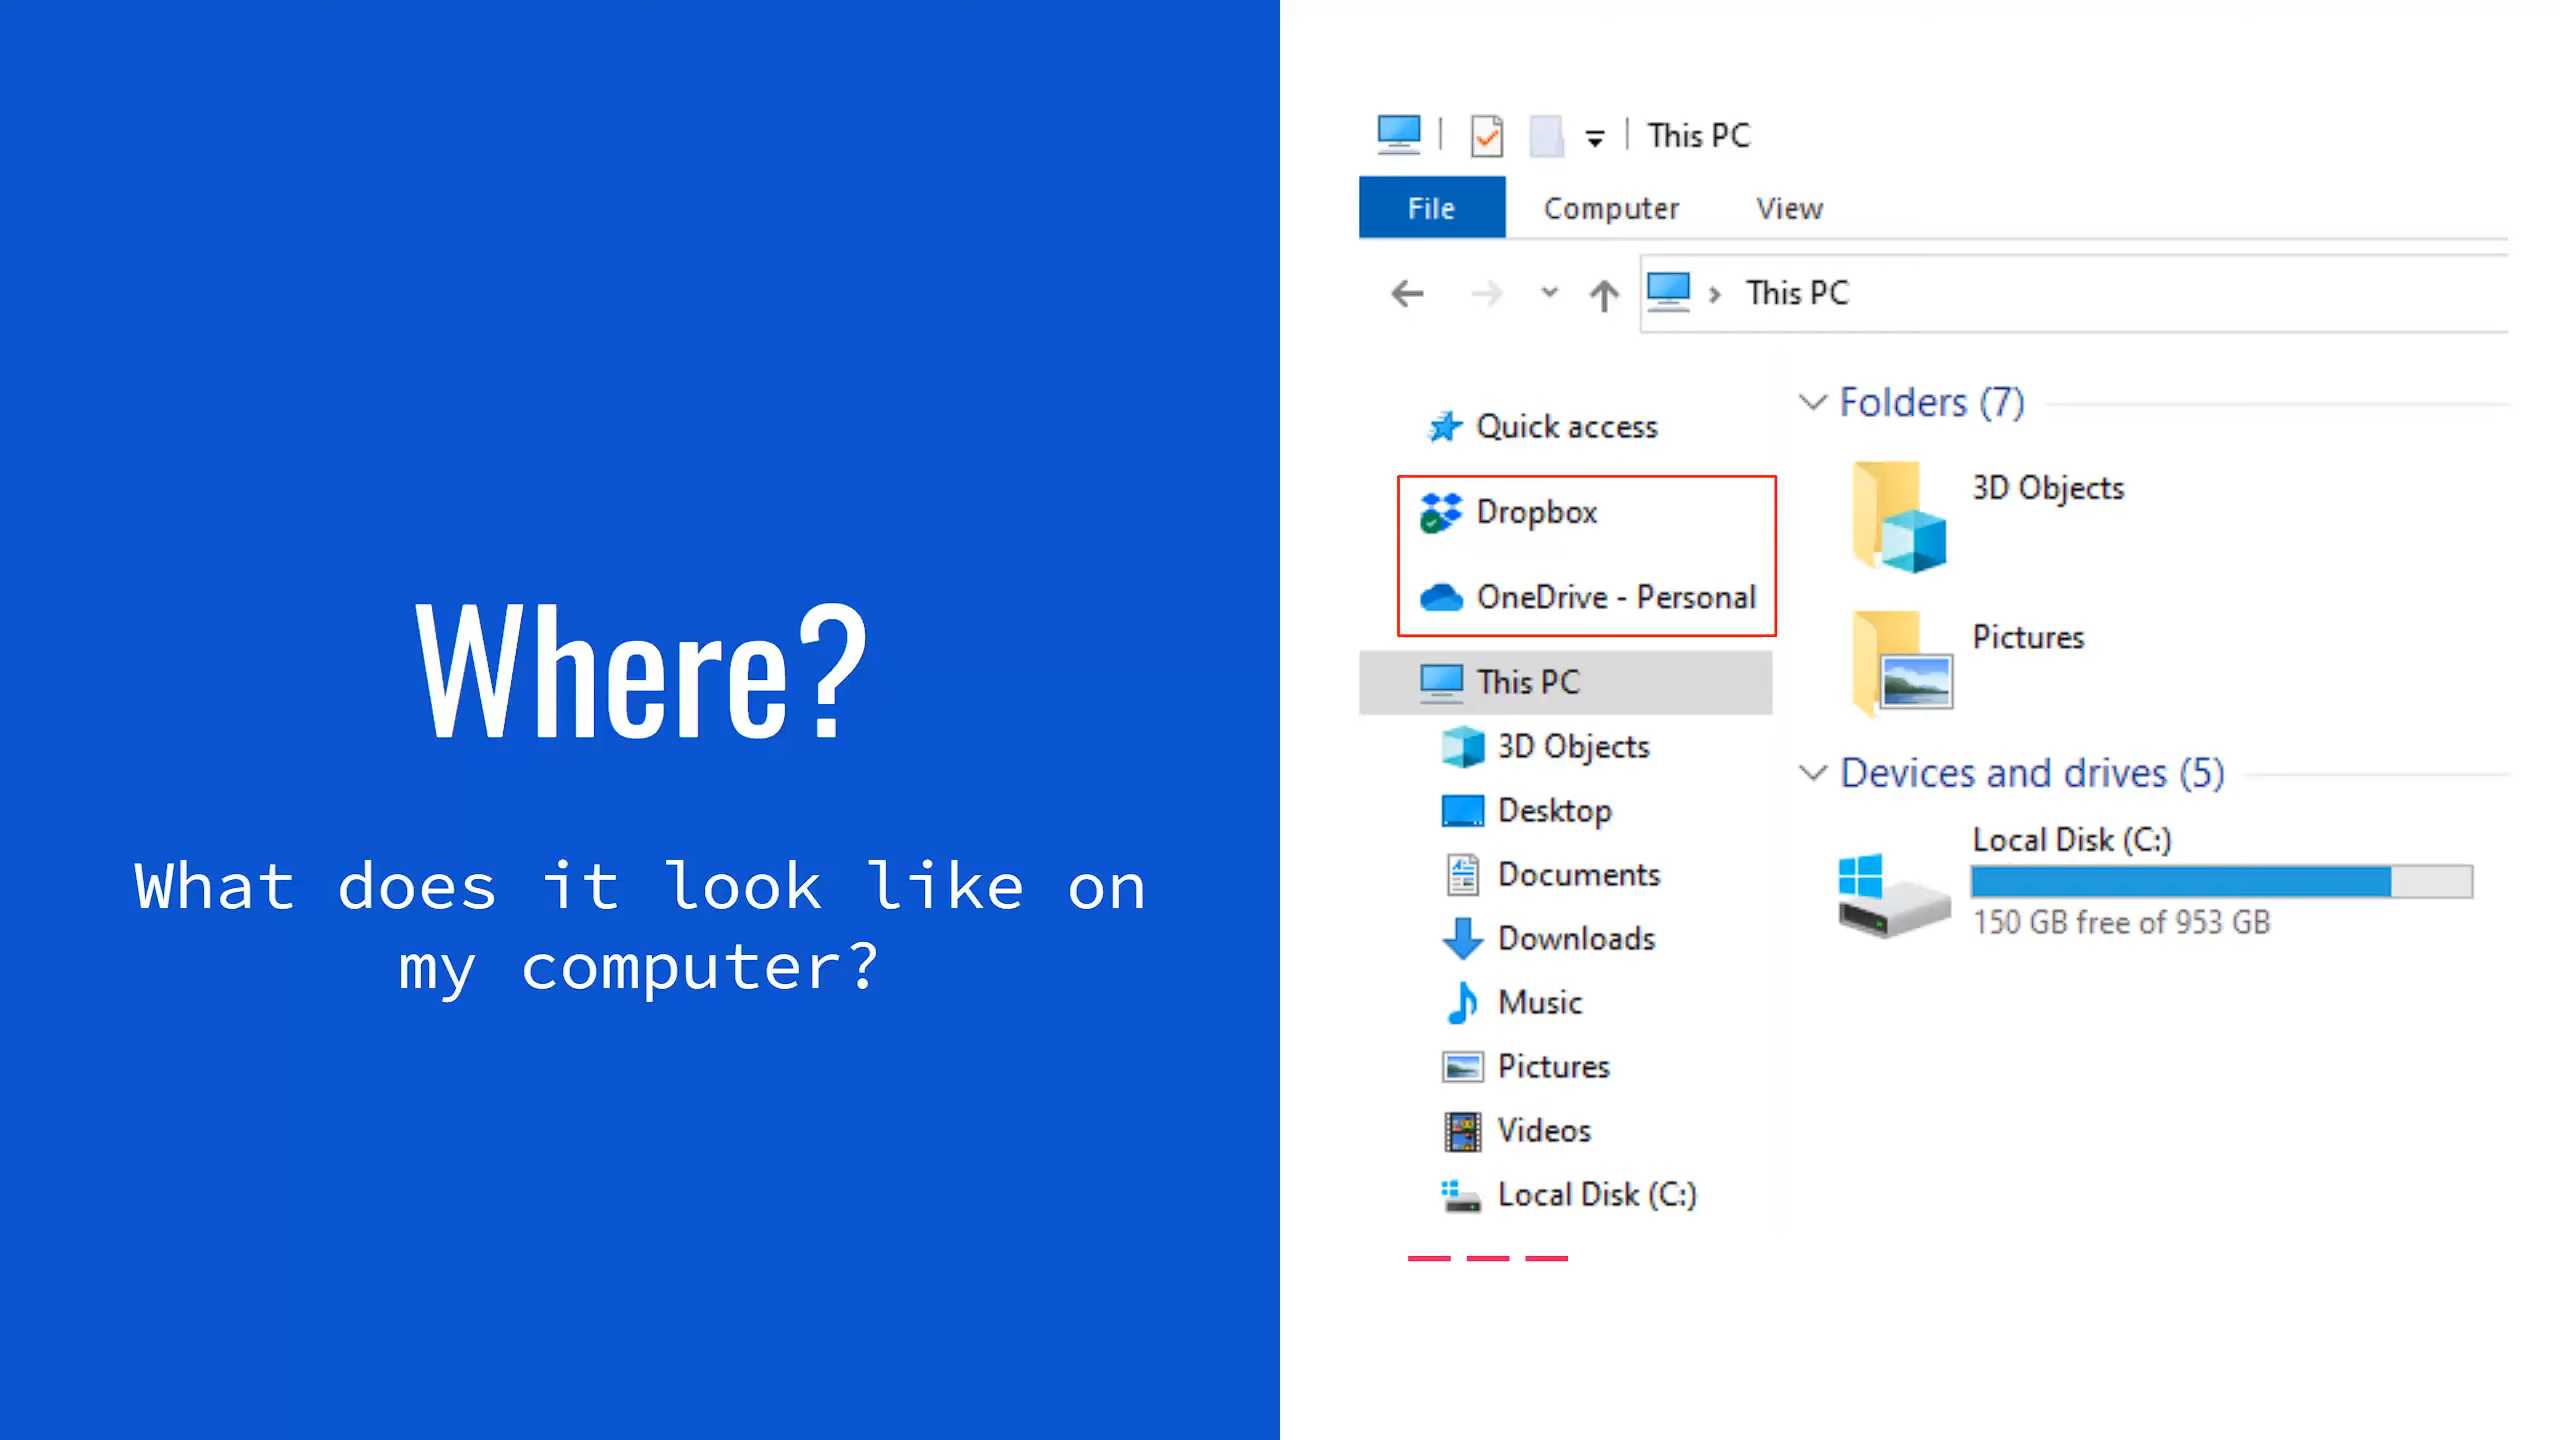 Where?
What does it look like on
my computer?
This PC
File Computer View
This PC
Quick access
Dropbox
OneDrive - Personal
This PC
3D Objects
Desktop
Documents
Downloads
Music
Pictures
Videos
Local Disk (C:)
Folders (7)
3D Objects
Pictures
Devices and drives (5)
Local Disk (C:)
150 GB free of 953 GB